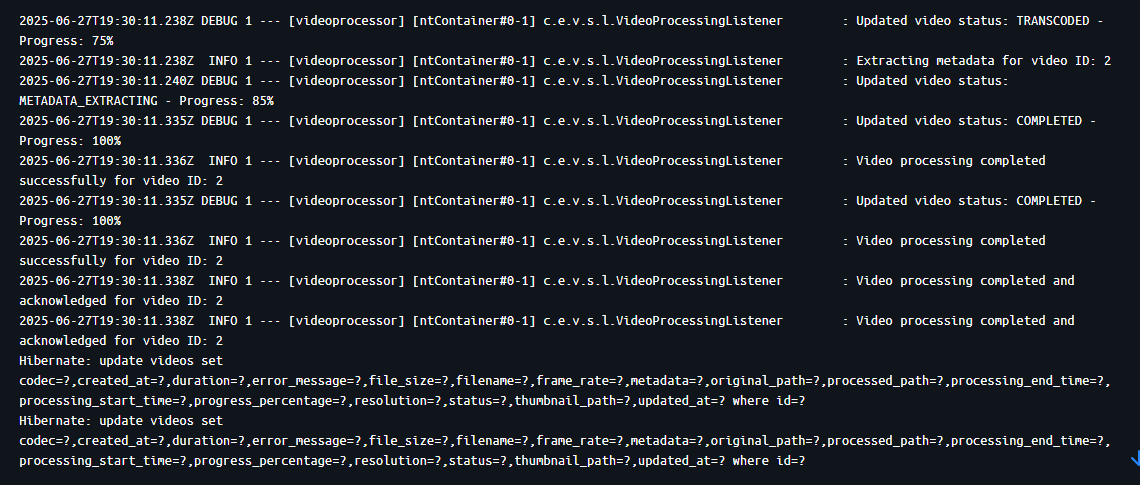 2025-06-27T19:30:11.238Z DEBUG 1 --- [videoprocessor] [ntContainer#0-1] c.e.v.s.l.VideoProcessingListener        : Updated video status: TRANSCODED -
Progress: 75%
2025-06-27T19:30:11.238Z  INFO 1 --- [videoprocessor] [ntContainer#0-1] c.e.v.s.l.VideoProcessingListener        : Extracting metadata for video ID: 2
2025-06-27T19:30:11.240Z DEBUG 1 --- [videoprocessor] [ntContainer#0-1] c.e.v.s.l.VideoProcessingListener        : Updated video status:
METADATA_EXTRACTING - Progress: 85%
2025-06-27T19:30:11.335Z DEBUG 1 --- [videoprocessor] [ntContainer#0-1] c.e.v.s.l.VideoProcessingListener        : Updated video status: COMPLETED -
Progress: 100%
2025-06-27T19:30:11.336Z  INFO 1 --- [videoprocessor] [ntContainer#0-1] c.e.v.s.l.VideoProcessingListener        : Video processing completed
successfully for video ID: 2
2025-06-27T19:30:11.335Z DEBUG 1 --- [videoprocessor] [ntContainer#0-1] c.e.v.s.l.VideoProcessingListener        : Updated video status: COMPLETED -
Progress: 100%
2025-06-27T19:30:11.336Z  INFO 1 --- [videoprocessor] [ntContainer#0-1] c.e.v.s.l.VideoProcessingListener        : Video processing completed
successfully for video ID: 2
2025-06-27T19:30:11.338Z  INFO 1 --- [videoprocessor] [ntContainer#0-1] c.e.v.s.l.VideoProcessingListener        : Video processing completed and
acknowledged for video ID: 2
2025-06-27T19:30:11.338Z  INFO 1 --- [videoprocessor] [ntContainer#0-1] c.e.v.s.l.VideoProcessingListener        : Video processing completed and
acknowledged for video ID: 2
Hibernate: update videos set
codec=?,created_at=?,duration=?,error_message=?,file_size=?,filename=?,frame_rate=?,metadata=?,original_path=?,processed_path=?,processing_end_time=?,
processing_start_time=?,progress_percentage=?,resolution=?,status=?,thumbnail_path=?,updated_at=? where id=?
Hibernate: update videos set
codec=?,created_at=?,duration=?,error_message=?,file_size=?,filename=?,frame_rate=?,metadata=?,original_path=?,processed_path=?,processing_end_time=?,
processing_start_time=?,progress_percentage=?,resolution=?,status=?,thumbnail_path=?,updated_at=? where id=?